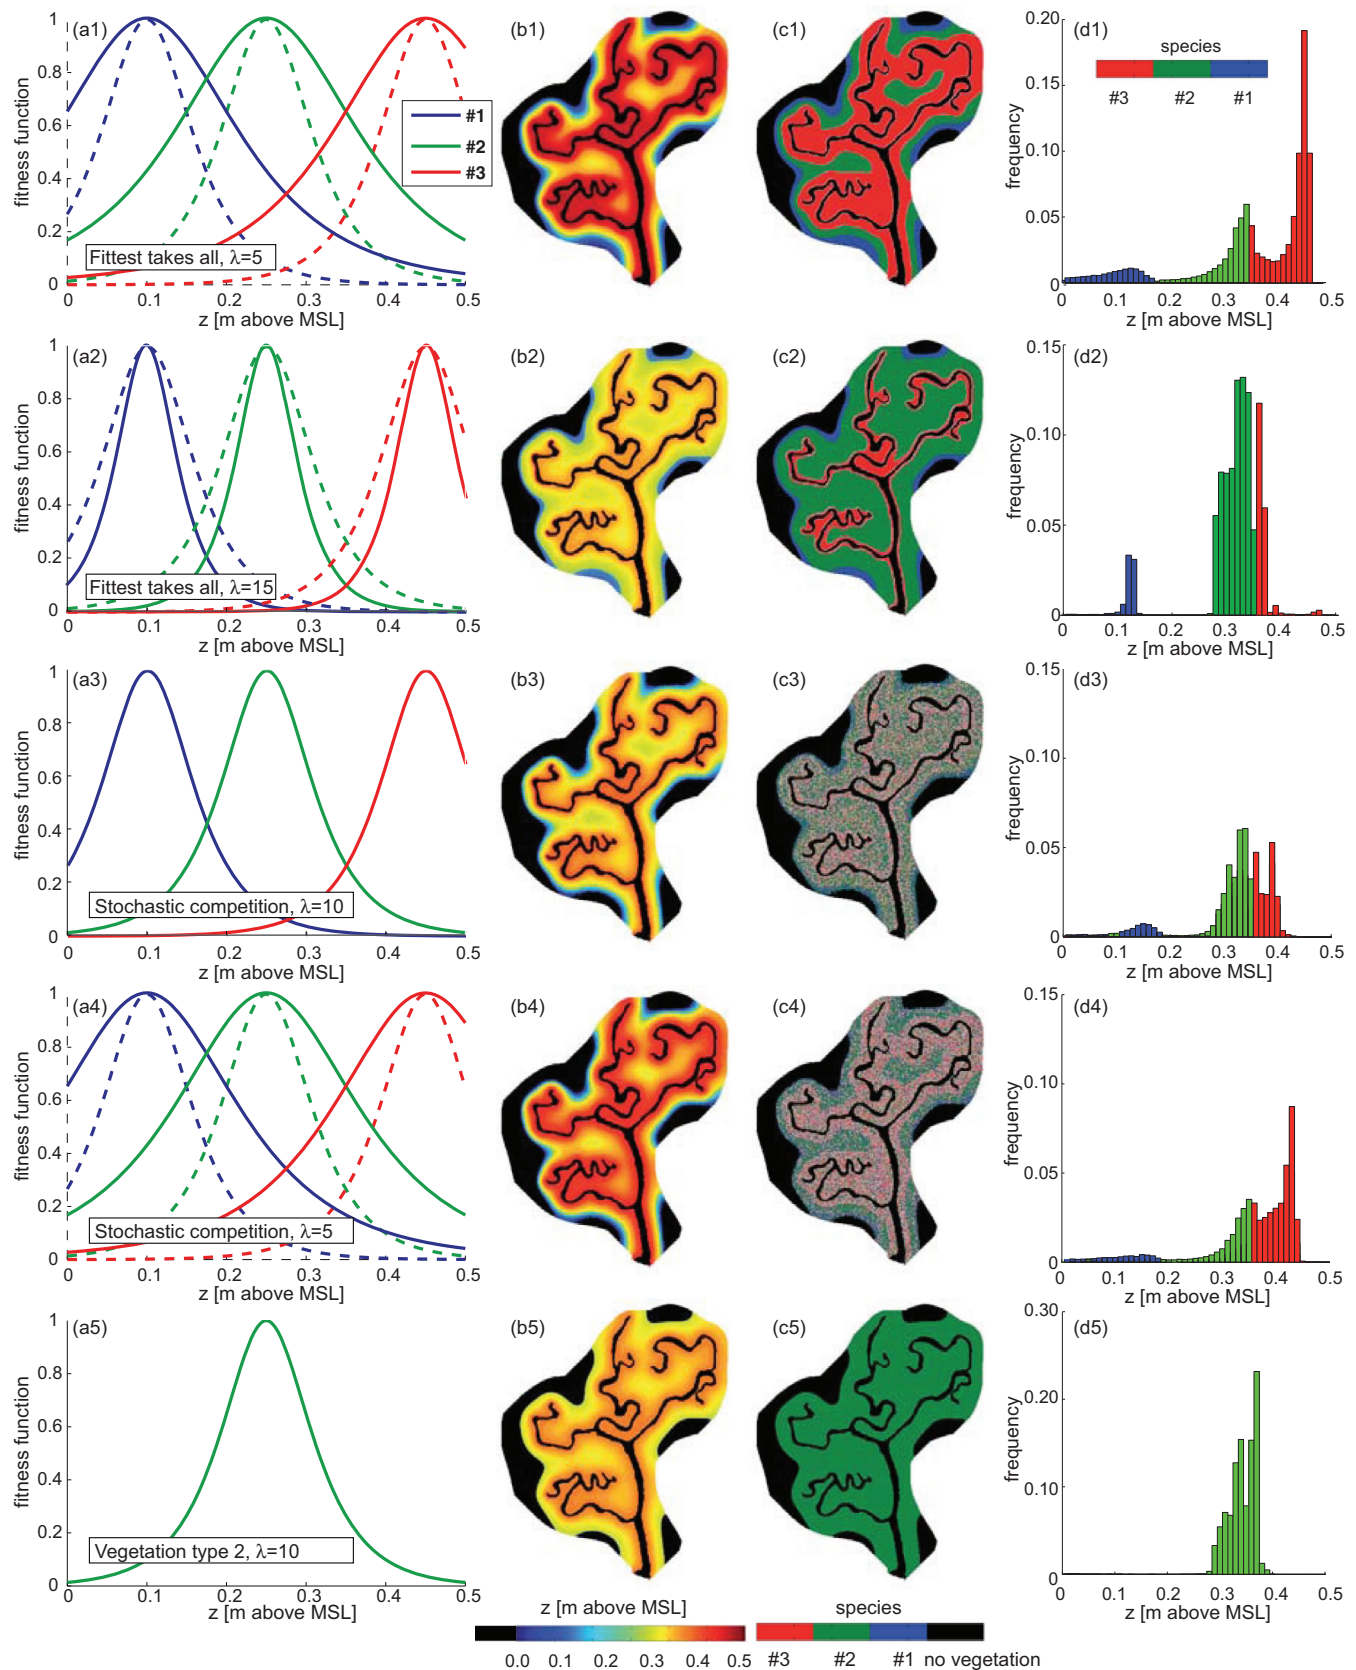 (a1)
1
0.8
0.6
0.4
0.2
0
fitness function
#1
#2
#3
Fittest takes all, λ=5
0 0.1 0.2 0.3 0.4 0.5
z [m above MSL]
(b1)
(c1)
(d1)
species
#3 #2 #1
0.20
0.15
0.10
0.05
0
frequency
0 0.1 0.2 0.3 0.4 0.5
z [m above MSL]
(a2)
1
0.8
0.6
0.4
0.2
0
fitness function
Fittest takes all, λ=15
0 0.1 0.2 0.3 0.4 0.5
z [m above MSL]
(b2)
(c2)
(d2)
0.15
0.10
0.05
0
frequency
0 0.1 0.2 0.3 0.4 0.5
z [m above MSL]
(a3)
1
0.8
0.6
0.4
0.2
0
fitness function
Stochastic competition, λ=10
0 0.1 0.2 0.3 0.4 0.5
z [m above MSL]
(b3)
(c3)
(d3)
0.15
0.10
0.05
0
frequency
0 0.1 0.2 0.3 0.4 0.5
z [m above MSL]
(a4)
1
0.8
0.6
0.4
0.2
0
fitness function
Stochastic competition, λ=5
0 0.1 0.2 0.3 0.4 0.5
z [m above MSL]
(b4)
(c4)
(d4)
0.15
0.10
0.05
0
frequency
0 0.1 0.2 0.3 0.4 0.5
z [m above MSL]
(a5)
1
0.8
0.6
0.4
0.2
0
fitness function
Vegetation type 2, λ=10
0 0.1 0.2 0.3 0.4 0.5
z [m above MSL]
(b5)
(c5)
(d5)
0.30
0.20
0.10
0
frequency
0 0.1 0.2 0.3 0.4 0.5
z [m above MSL]
z [m above MSL]
0.0 0.1 0.2 0.3 0.4 0.5
species
#3 #2 #1 no vegetation